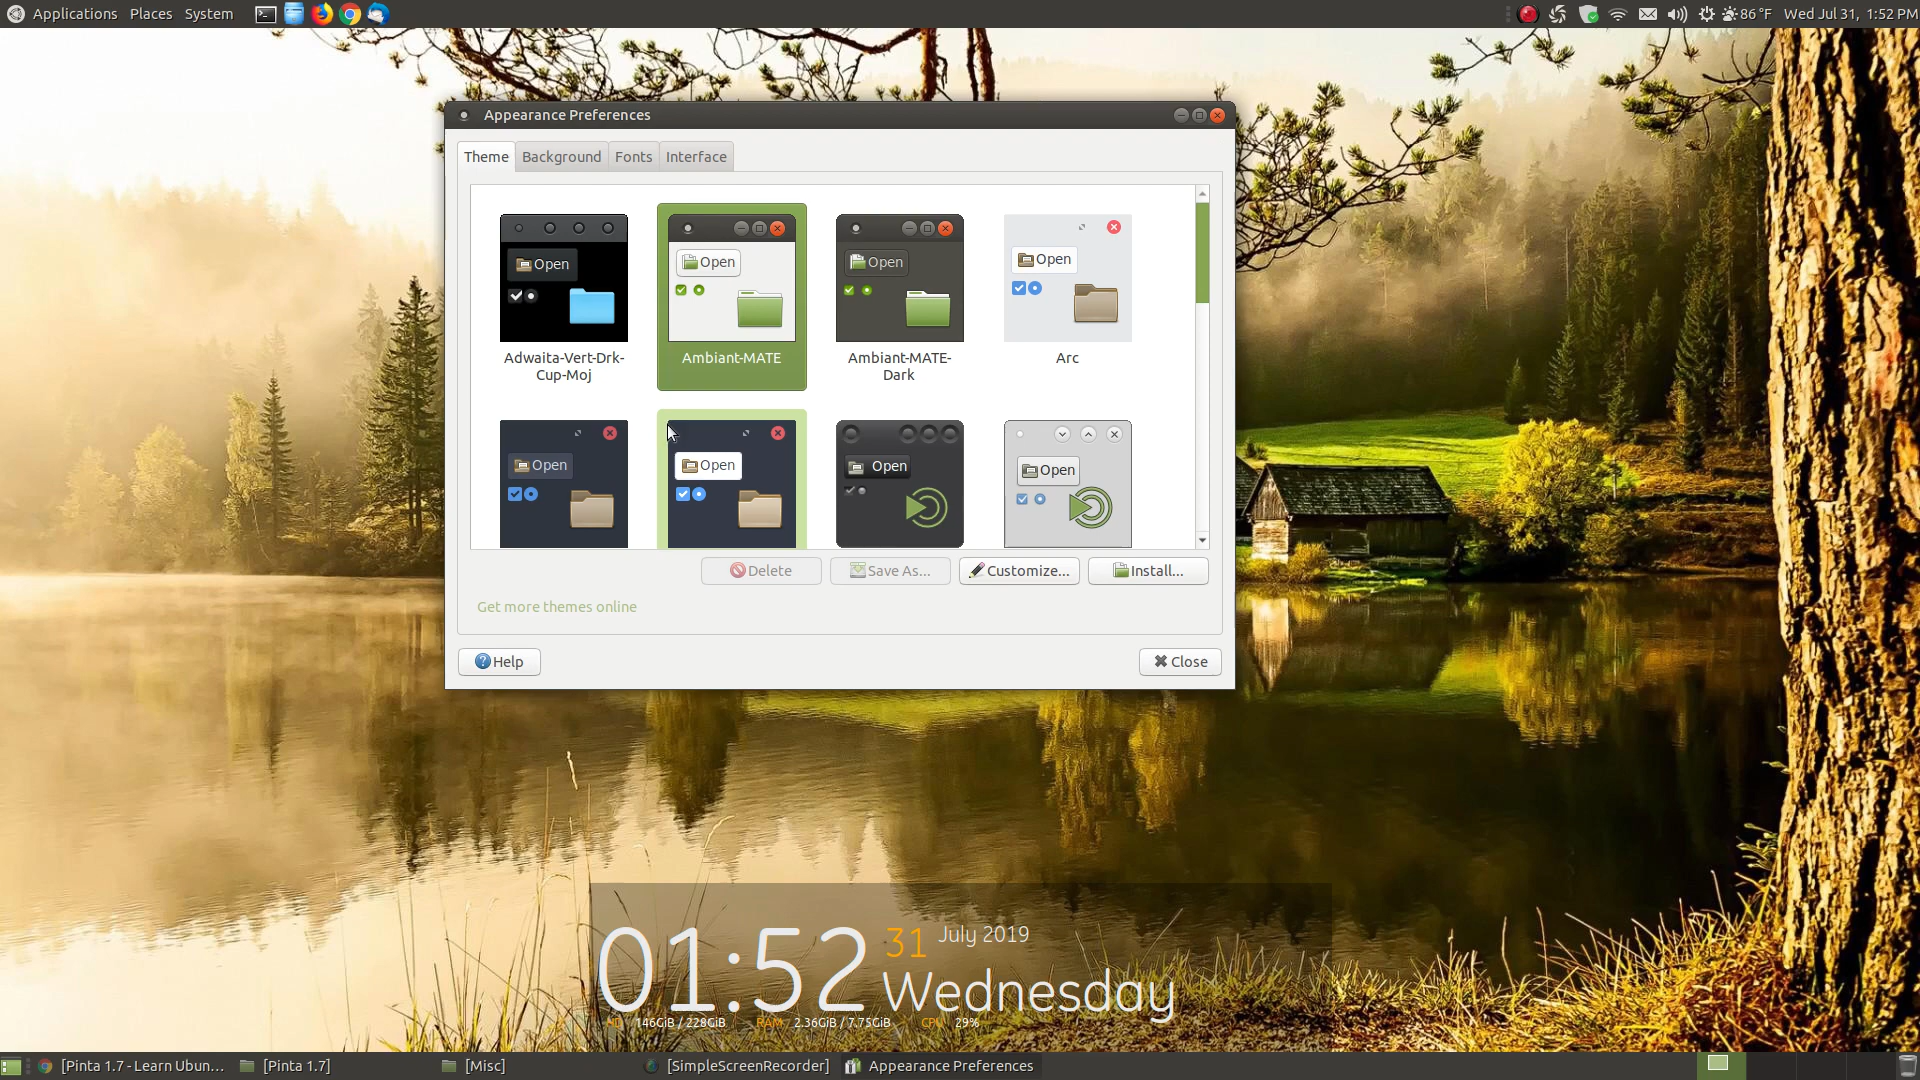 Applications Places System
86 °F Wed Jul 31, 1:52 PM
Appearance Preferences
Theme Background Fonts Interface
Open
Open
Open
Open
Adwaita-Vert-Drk-
Cup-Moj
Ambiant-MATE
Ambiant-MATE-
Dark
Arc
Open
Open
Open
Open
Delete
Save As...
Customize...
Install...
Get more themes online
Help
Close
01:52
31
July 2019
Wednesday
HD 146GiB / 228GiB RAM 2.36GiB / 7.75GiB CPU 29%
[Pinta 1.7 - Learn Ubun...
[Pinta 1.7]
[Misc]
[SimpleScreenRecorder]
Appearance Preferences